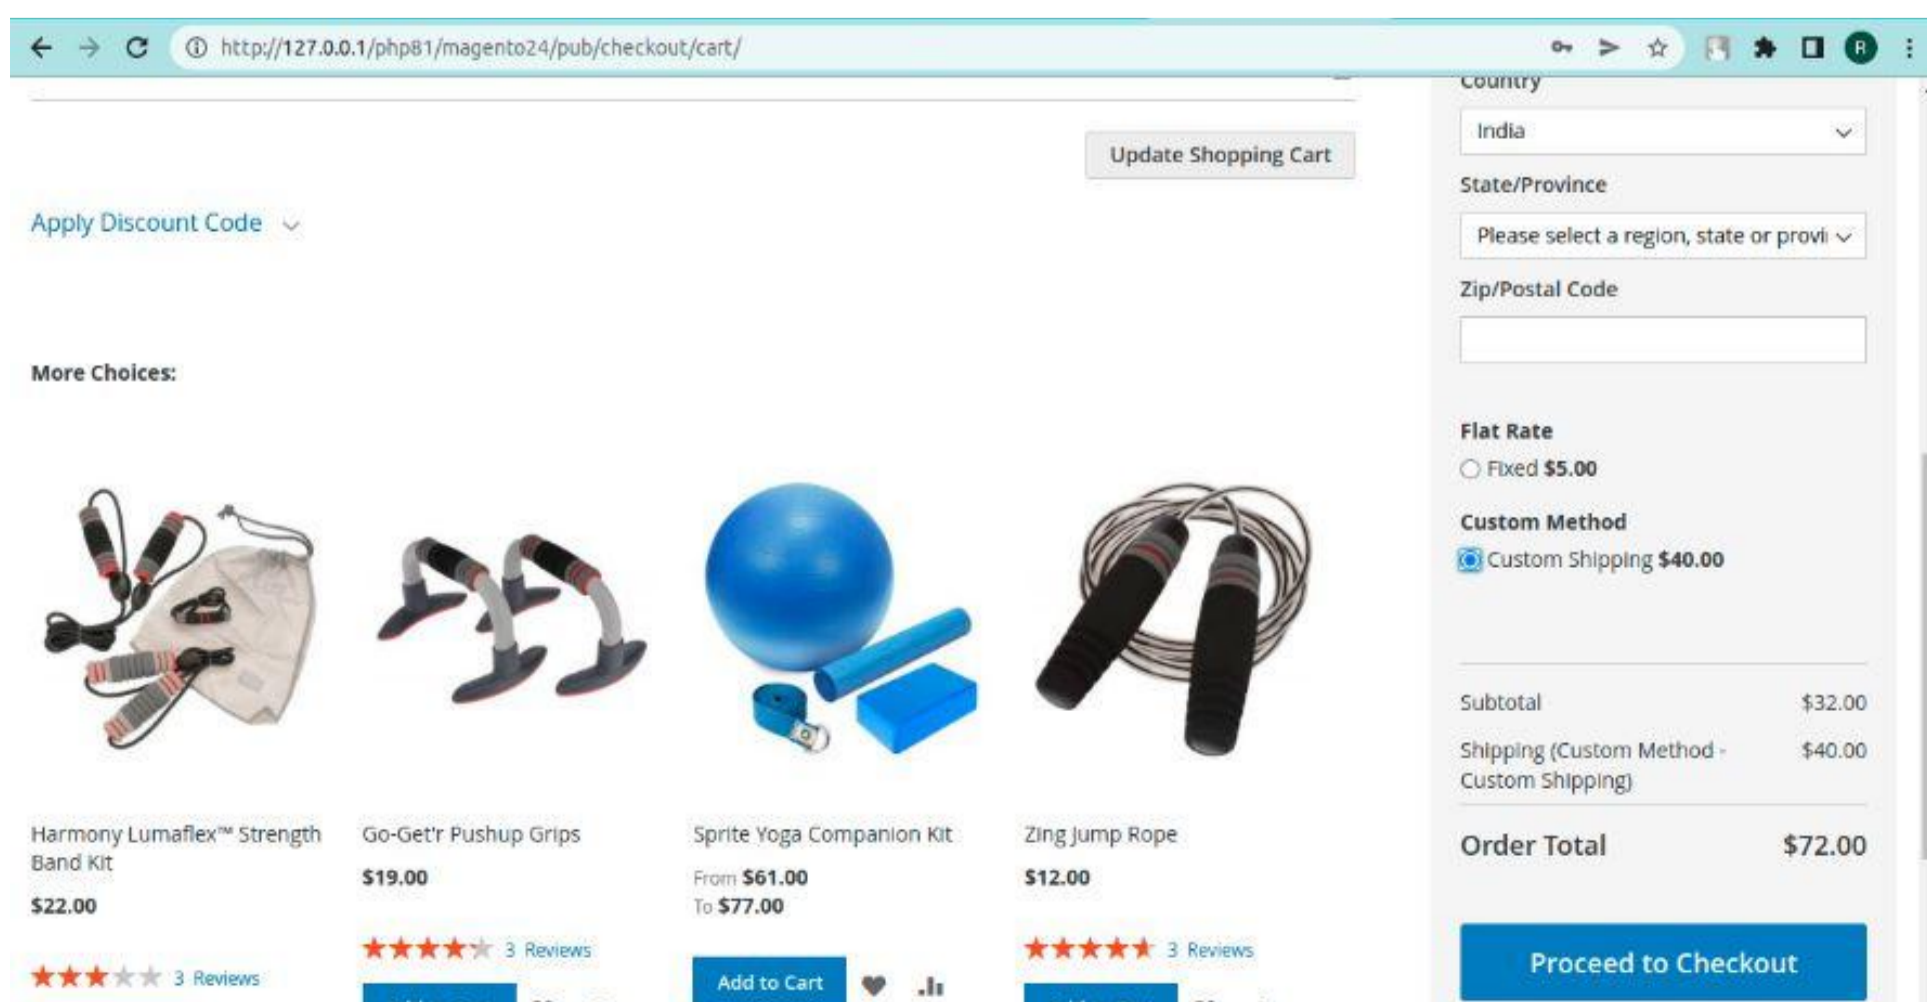 http://127.0.0.1/php81/magento24/pub/checkout/cart/
R
Country
India
Update Shopping Cart
State/Province
Apply Discount Code
Please select a region, state or provi
Zip/Postal Code
More Choices:
Flat Rate
Fixed $5.00
Custom Method
Custom Shipping $40.00
Subtotal $32.00
Shipping (Custom Method - $40.00
Custom Shipping)
Order Total $72.00
Proceed to Checkout
Harmony Lumaflex™ Strength
Band Kit
$22.00
3 Reviews
Go-Get'r Pushup Grips
$19.00
3 Reviews
Sprite Yoga Companion Kit
From $61.00
To $77.00
Add to Cart
Zing Jump Rope
$12.00
3 Reviews